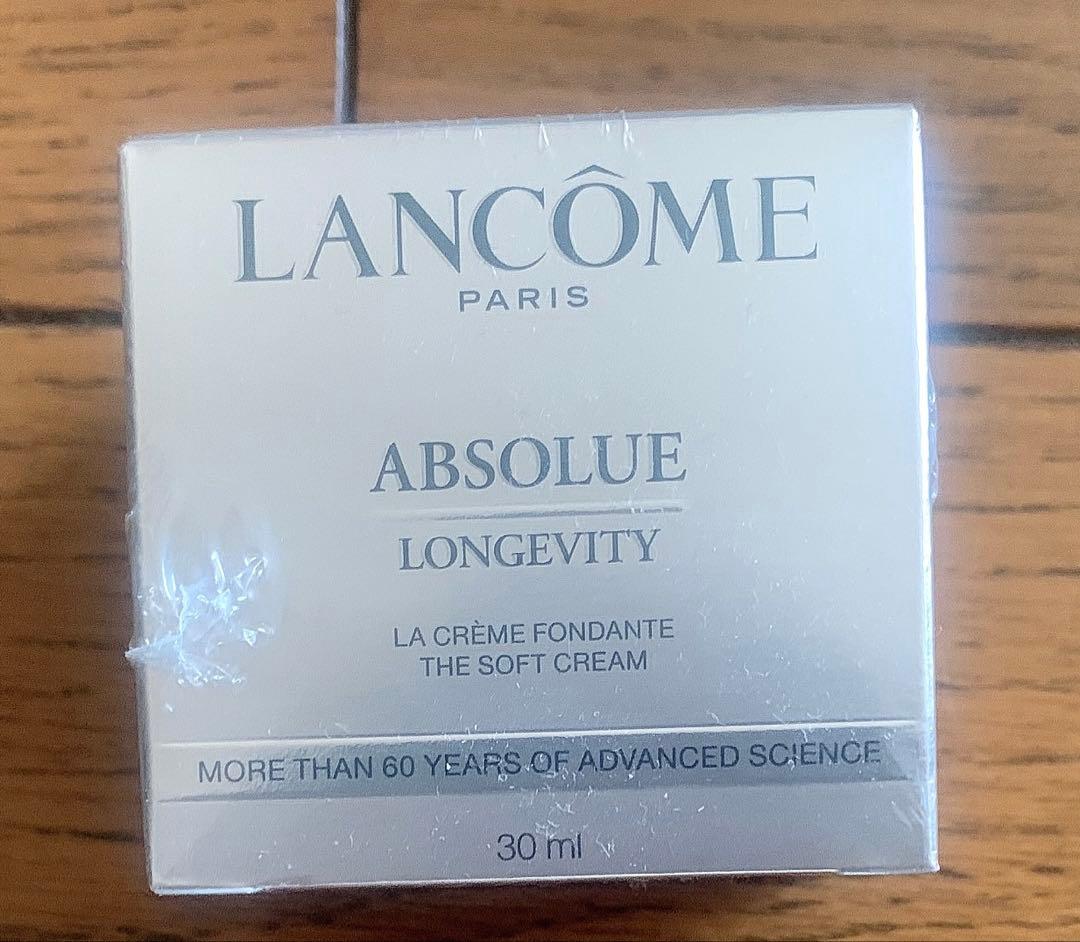 LANCÔME
PARIS
ABSOLUE
LONGEVITY
LA CRÈME FONDANTE
THE SOFT CREAM
MORE THAN 60 YEARS OF ADVANCED SCIENCE
30 ml